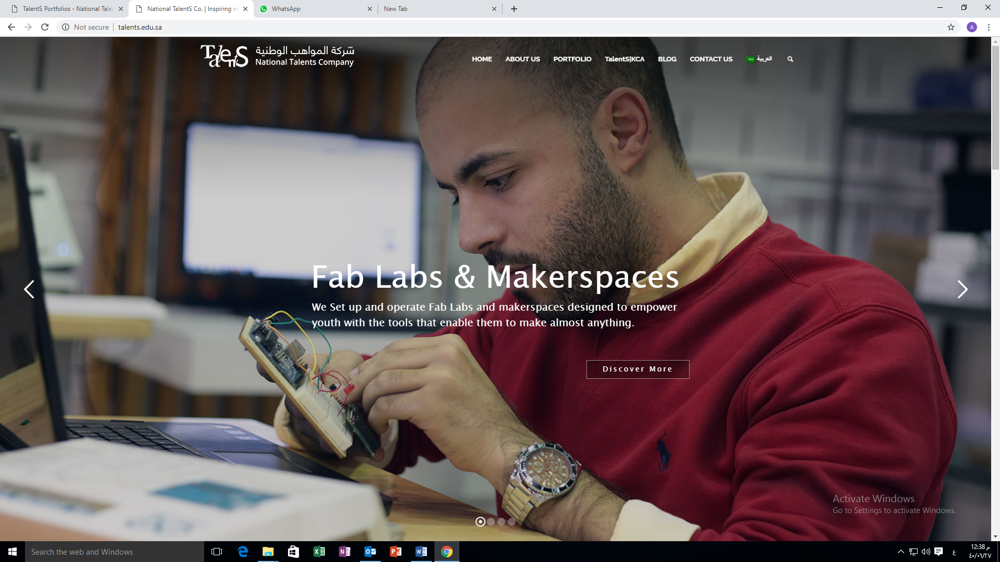 TalentS Portfolios - National Tale
National TalentS Co. | Inspiring vi
WhatsApp
New Tab
Not secure
talents.edu.sa
A
TalentS
شركة المواهب الوطنية
National Talents Company
HOME
ABOUT US
PORTFOLIO
TalentS|KCA
BLOG
CONTACT US
العربية
Fab Labs & Makerspaces
We Set up and operate Fab Labs and makerspaces designed to empower
youth with the tools that enable them to make almost anything.
Discover More
Activate Windows
Go to Settings to activate Windows.
Search the web and Windows
ع
12:38 م
٤٠/٠٦/٢٧